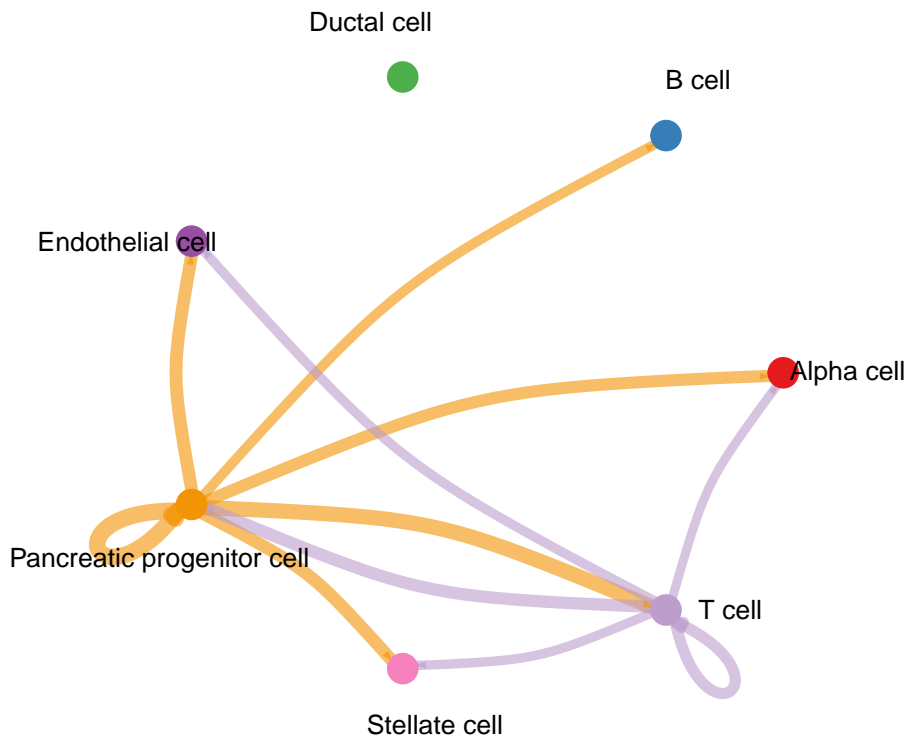 Ductal cell
B cell
Endothelial cell
Alpha cell
Pancreatic progenitor cell
T cell
Stellate cell